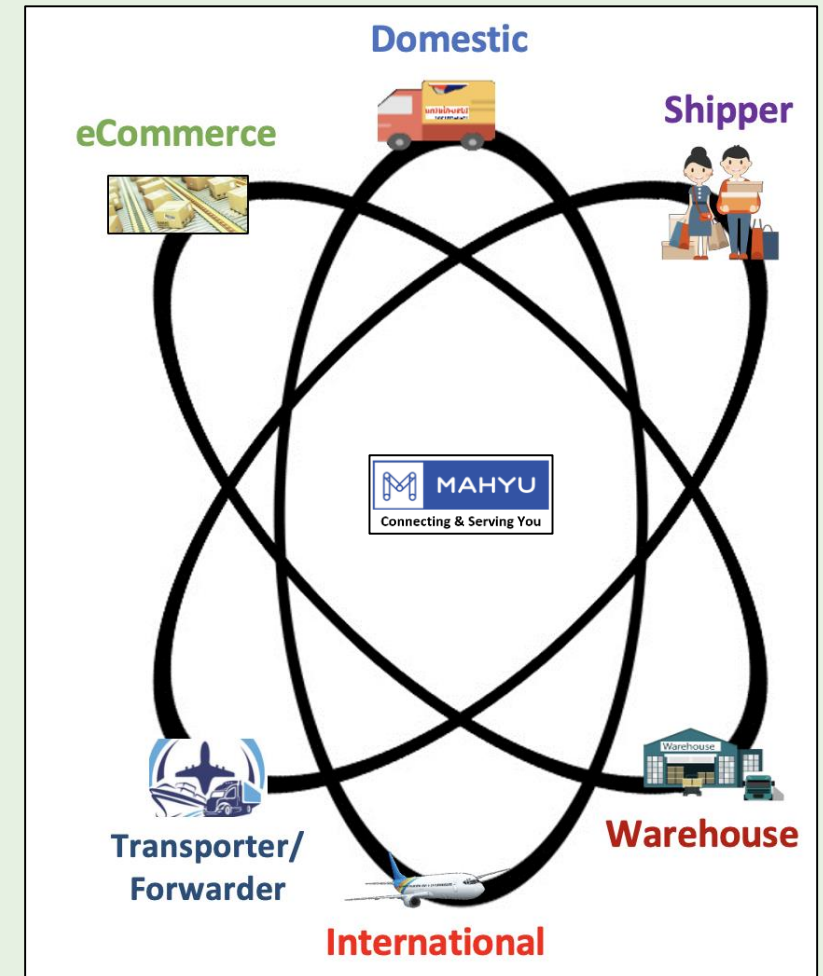 Domestic
eCommerce
Shipper
MAHYU
Connecting & Serving You
Warehouse
Transporter/
Forwarder
Warehouse
International